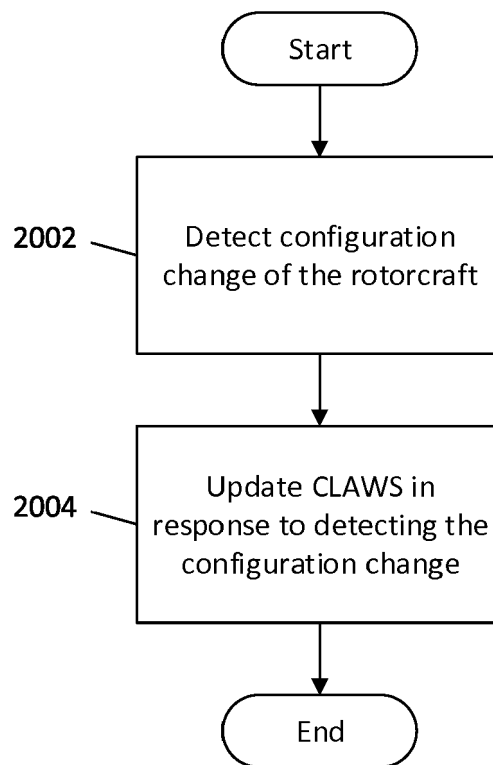 Start
2002
Detect configuration
change of the rotorcraft
2004
Update CLAWS in
response to detecting the
configuration change
End